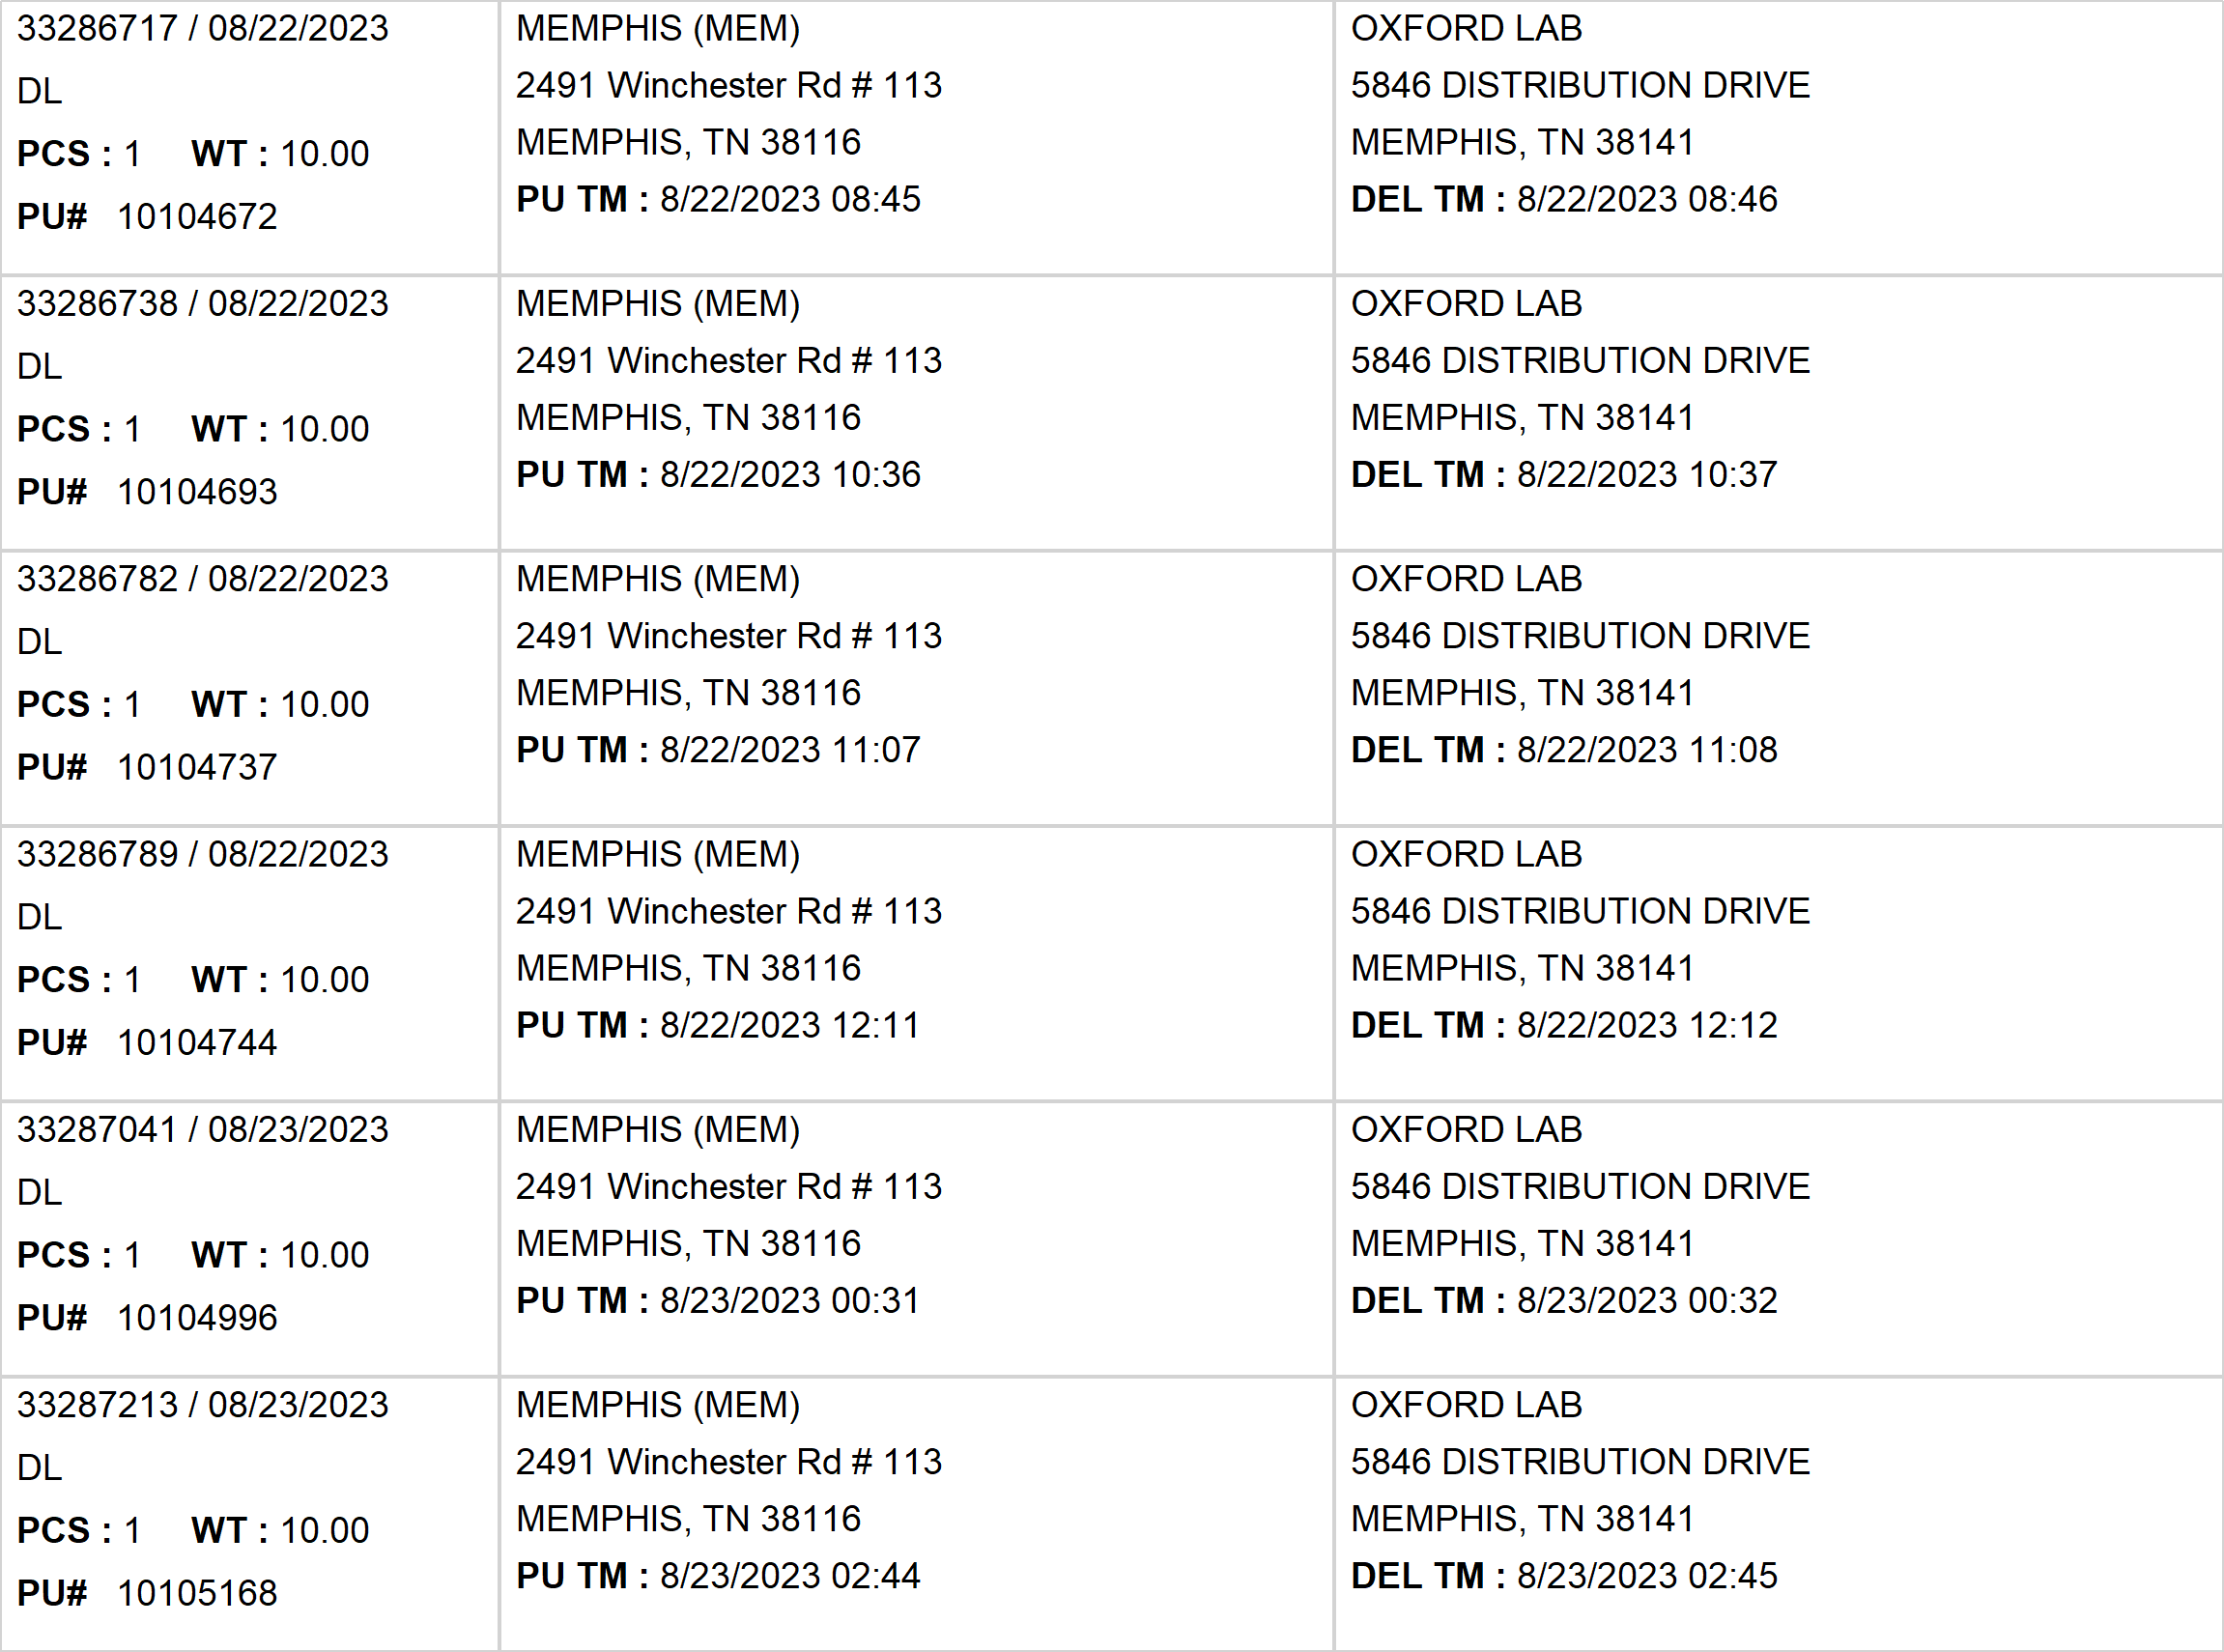 33286717 / 08/22/2023
DL
PCS : 1 WT : 10.00
PU# 10104672
MEMPHIS (MEM)
2491 Winchester Rd # 113
MEMPHIS, TN 38116
PU TM : 8/22/2023 08:45
OXFORD LAB
5846 DISTRIBUTION DRIVE
MEMPHIS, TN 38141
DEL TM : 8/22/2023 08:46
33286738 / 08/22/2023
DL
PCS : 1 WT : 10.00
PU# 10104693
MEMPHIS (MEM)
2491 Winchester Rd # 113
MEMPHIS, TN 38116
PU TM : 8/22/2023 10:36
OXFORD LAB
5846 DISTRIBUTION DRIVE
MEMPHIS, TN 38141
DEL TM : 8/22/2023 10:37
33286782 / 08/22/2023
DL
PCS : 1 WT : 10.00
PU# 10104737
MEMPHIS (MEM)
2491 Winchester Rd # 113
MEMPHIS, TN 38116
PU TM : 8/22/2023 11:07
OXFORD LAB
5846 DISTRIBUTION DRIVE
MEMPHIS, TN 38141
DEL TM : 8/22/2023 11:08
33286789 / 08/22/2023
DL
PCS : 1 WT : 10.00
PU# 10104744
MEMPHIS (MEM)
2491 Winchester Rd # 113
MEMPHIS, TN 38116
PU TM : 8/22/2023 12:11
OXFORD LAB
5846 DISTRIBUTION DRIVE
MEMPHIS, TN 38141
DEL TM : 8/22/2023 12:12
33287041 / 08/23/2023
DL
PCS : 1 WT : 10.00
PU# 10104996
MEMPHIS (MEM)
2491 Winchester Rd # 113
MEMPHIS, TN 38116
PU TM : 8/23/2023 00:31
OXFORD LAB
5846 DISTRIBUTION DRIVE
MEMPHIS, TN 38141
DEL TM : 8/23/2023 00:32
33287213 / 08/23/2023
DL
PCS : 1 WT : 10.00
PU# 10105168
MEMPHIS (MEM)
2491 Winchester Rd # 113
MEMPHIS, TN 38116
PU TM : 8/23/2023 02:44
OXFORD LAB
5846 DISTRIBUTION DRIVE
MEMPHIS, TN 38141
DEL TM : 8/23/2023 02:45